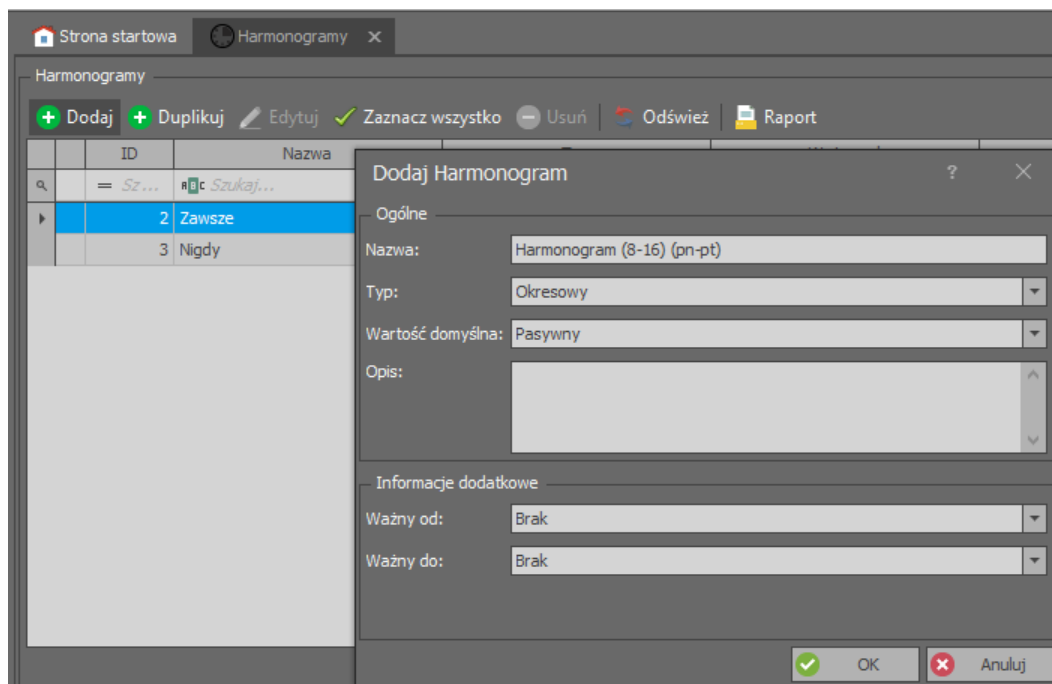 Strona startowa Harmonogramy
Harmonogramy
Dodaj Duplikuj Edytuj Zaznacz wszystko Usuń Odśwież Raport
ID Nazwa
= Sz... ABC Szukaj...
2 Zawsze
3 Nigdy
Dodaj Harmonogram ?
Ogólne
Nazwa: Harmonogram (8-16) (pn-pt)
Typ: Okresowy
Wartość domyślna: Pasywny
Opis:
Informacje dodatkowe
Ważny od: Brak
Ważny do: Brak
OK Anuluj